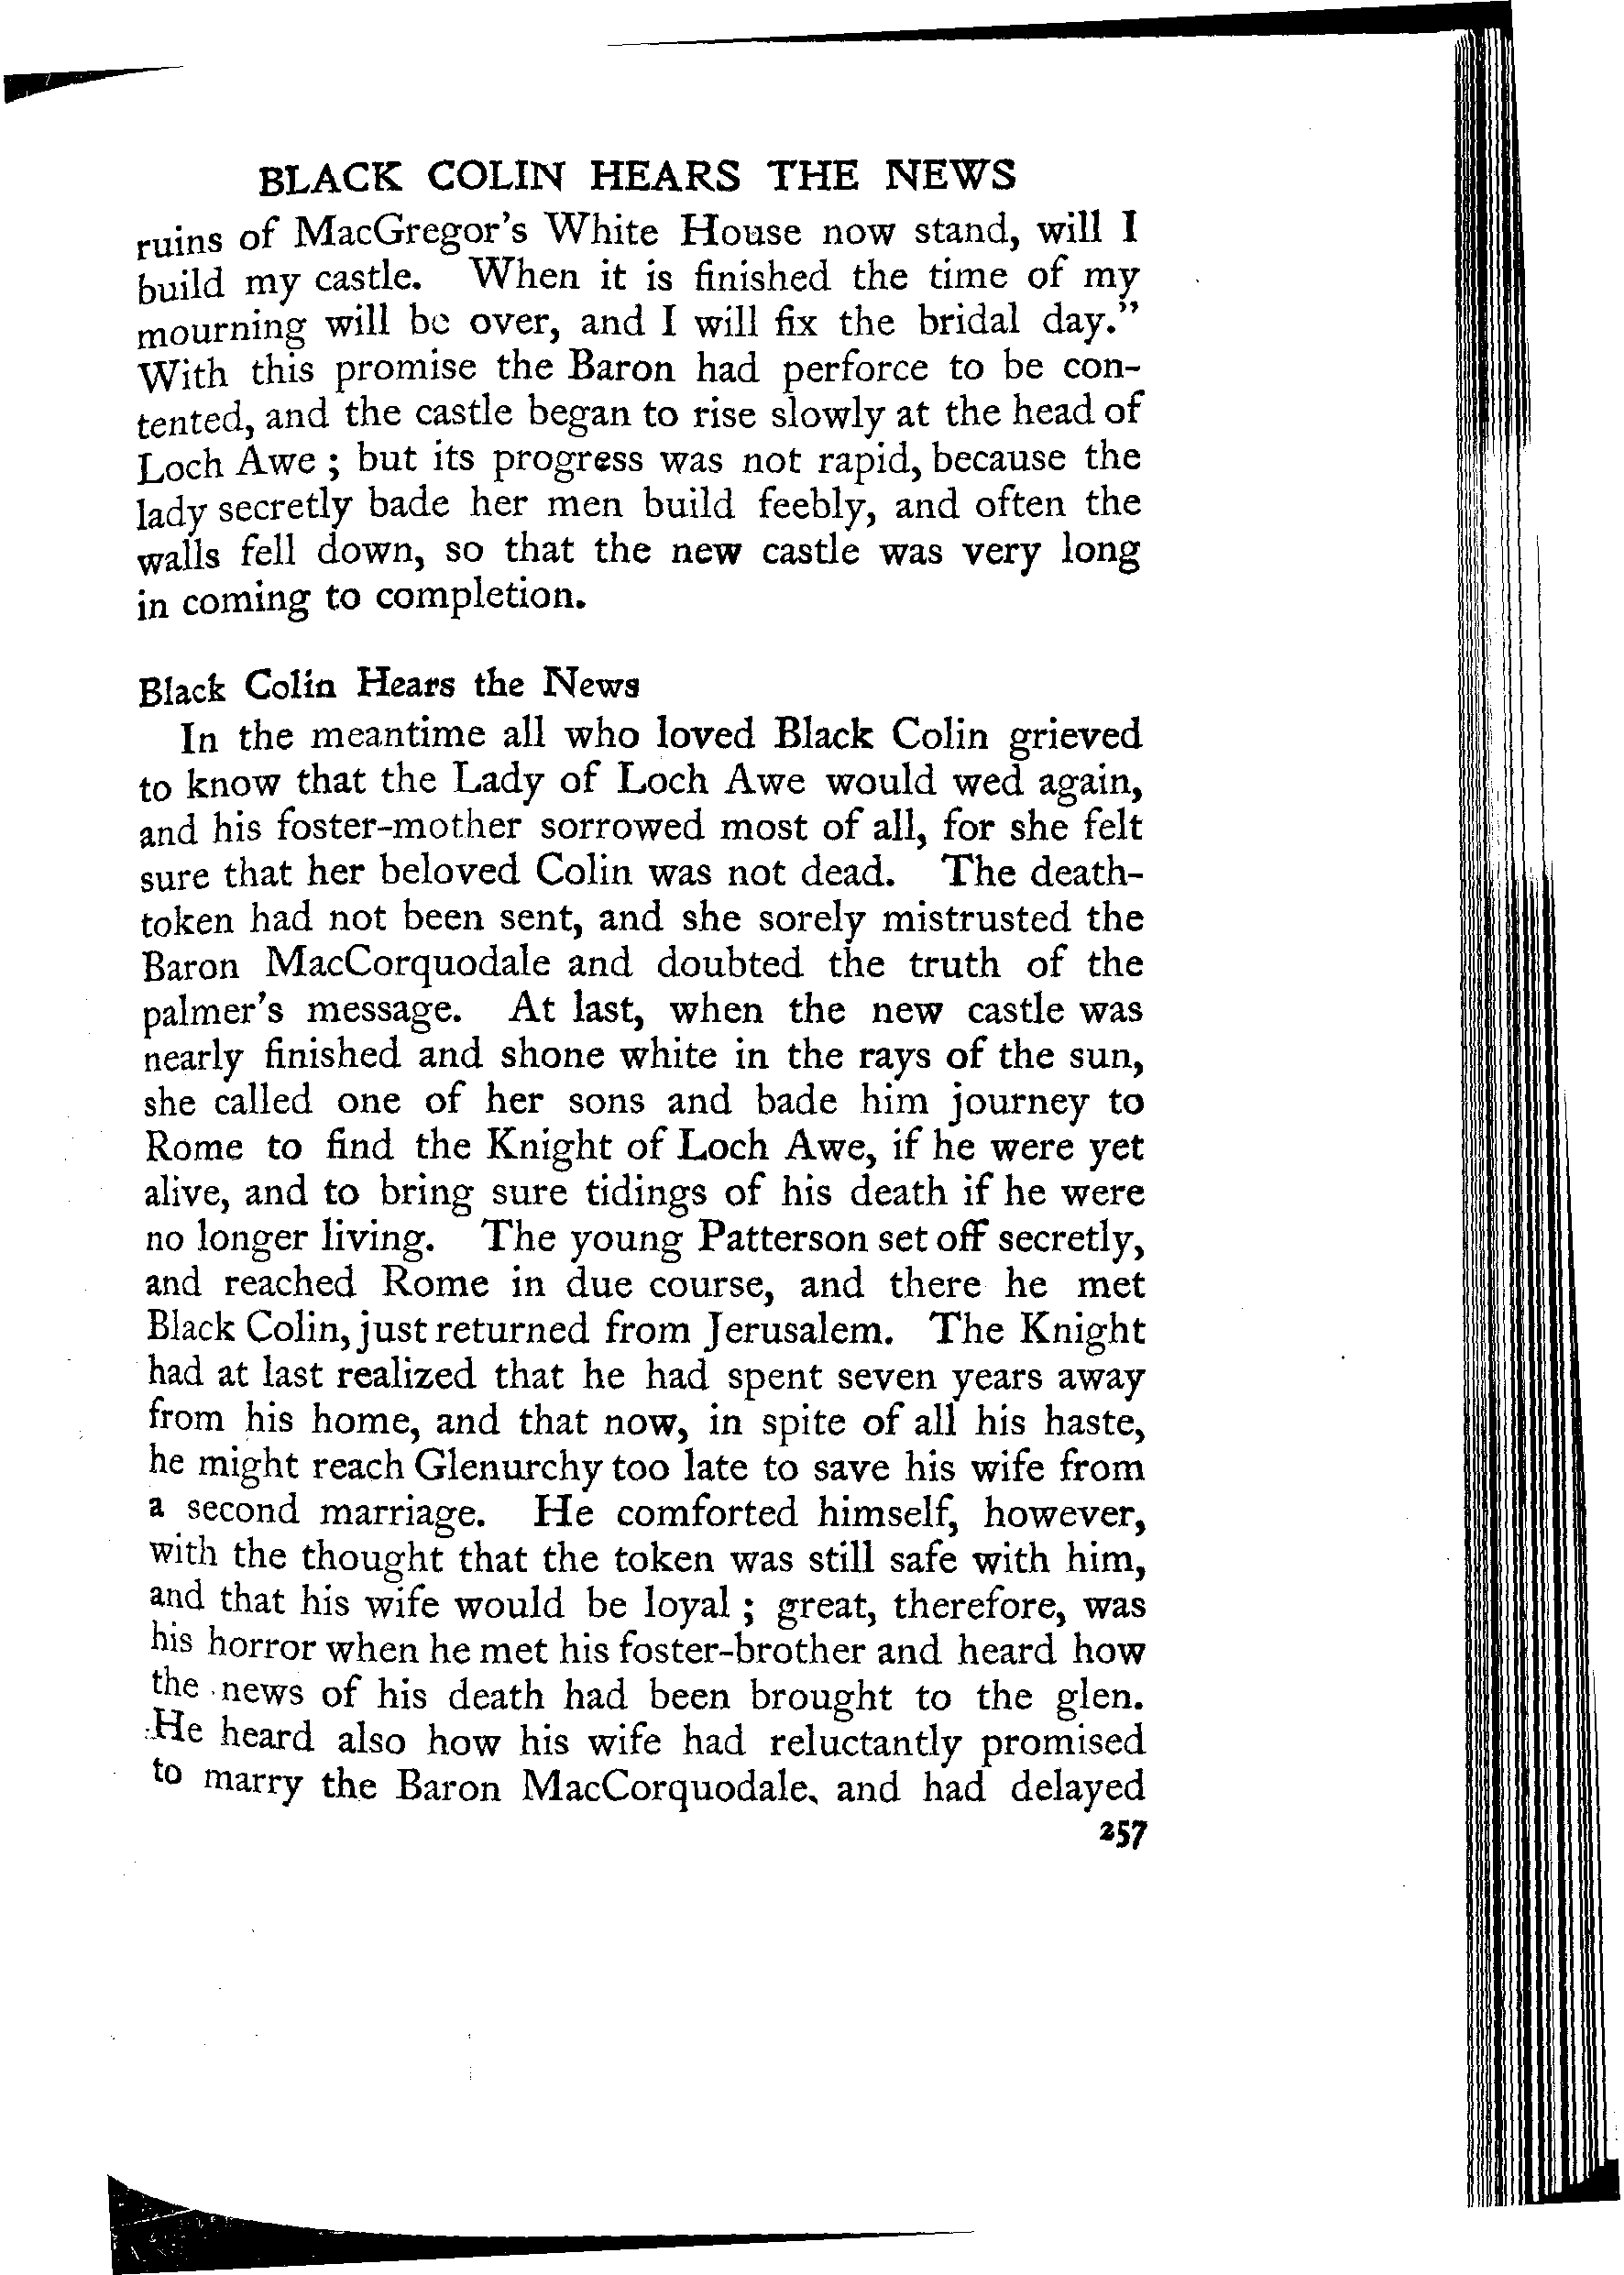 BLACK COLIN HEARS THE NEWS
ruins of MacGregor's White House now stand, will I
build my castle. When it is finished the time of my
mourning will be over, and I will fix the bridal day."
With this promise the Baron had perforce to be con-
tented, and the castle began to rise slowly at the head of
Loch Awe ; but its progress was not rapid, because the
lady secretly bade her men build feebly, and often the
walls fell down, so that the new castle was very long
in coming to completion.
Black Colin Hears the News
In the meantime all who loved Black Colin grieved
to know that the Lady of Loch Awe would wed again,
and his foster-mother sorrowed most of all, for she felt
sure that her beloved Colin was not dead. The death-
token had not been sent, and she sorely mistrusted the
Baron MacCorquodale and doubted the truth of the
palmer's message. At last, when the new castle was
nearly finished and shone white in the rays of the sun,
she called one of her sons and bade him journey to
Rome to find the Knight of Loch Awe, if he were yet
alive, and to bring sure tidings of his death if he were
no longer living. The young Patterson set off secretly,
and reached Rome in due course, and there he met
Black Colin, just returned from Jerusalem. The Knight
had at last realized that he had spent seven years away
from his home, and that now, in spite of all his haste,
he might reach Glenurchy too late to save his wife from
a second marriage. He comforted himself, however,
with the thought that the token was still safe with him,
and that his wife would be loyal ; great, therefore, was
his horror when he met his foster-brother and heard how
the news of his death had been brought to the glen.
He heard also how his wife had reluctantly promised
to marry the Baron MacCorquodale, and had delayed
257